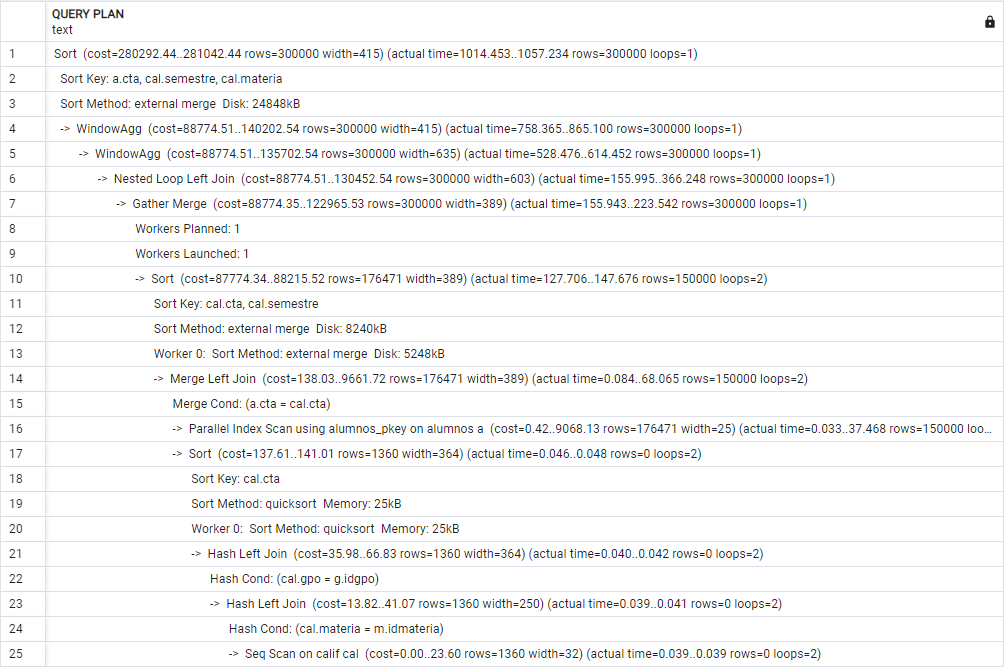 QUERY PLAN
text
1 Sort (cost=280292.44..281042.44 rows=300000 width=415) (actual time=1014.453..1057.234 rows=300000 loops=1)
2 Sort Key: a.cta, cal.semestre, cal.materia
3 Sort Method: external merge Disk: 24848kB
4 -> WindowAgg (cost=88774.51..140202.54 rows=300000 width=415) (actual time=758.365..865.100 rows=300000 loops=1)
5 -> WindowAgg (cost=88774.51..135702.54 rows=300000 width=635) (actual time=528.476..614.452 rows=300000 loops=1)
6 -> Nested Loop Left Join (cost=88774.51..130452.54 rows=300000 width=603) (actual time=155.995..366.248 rows=300000 loops=1)
7 -> Gather Merge (cost=88774.35..122965.53 rows=300000 width=389) (actual time=155.943..223.542 rows=300000 loops=1)
8 Workers Planned: 1
9 Workers Launched: 1
10 -> Sort (cost=87774.34..88215.52 rows=176471 width=389) (actual time=127.706..147.676 rows=150000 loops=2)
11 Sort Key: cal.cta, cal.semestre
12 Sort Method: external merge Disk: 8240kB
13 Worker 0: Sort Method: external merge Disk: 5248kB
14 -> Merge Left Join (cost=138.03..9661.72 rows=176471 width=389) (actual time=0.084..68.065 rows=150000 loops=2)
15 Merge Cond: (a.cta = cal.cta)
16 -> Parallel Index Scan using alumnos_pkey on alumnos a (cost=0.42..9068.13 rows=176471 width=25) (actual time=0.033..37.468 rows=150000 loo...
17 -> Sort (cost=137.61..141.01 rows=1360 width=364) (actual time=0.046..0.048 rows=0 loops=2)
18 Sort Key: cal.cta
19 Sort Method: quicksort Memory: 25kB
20 Worker 0: Sort Method: quicksort Memory: 25kB
21 -> Hash Left Join (cost=35.98..66.83 rows=1360 width=364) (actual time=0.040..0.042 rows=0 loops=2)
22 Hash Cond: (cal.gpo = g.idgpo)
23 -> Hash Left Join (cost=13.82..41.07 rows=1360 width=250) (actual time=0.039..0.041 rows=0 loops=2)
24 Hash Cond: (cal.materia = m.idmateria)
25 -> Seq Scan on calif cal (cost=0.00..23.60 rows=1360 width=32) (actual time=0.039..0.039 rows=0 loops=2)